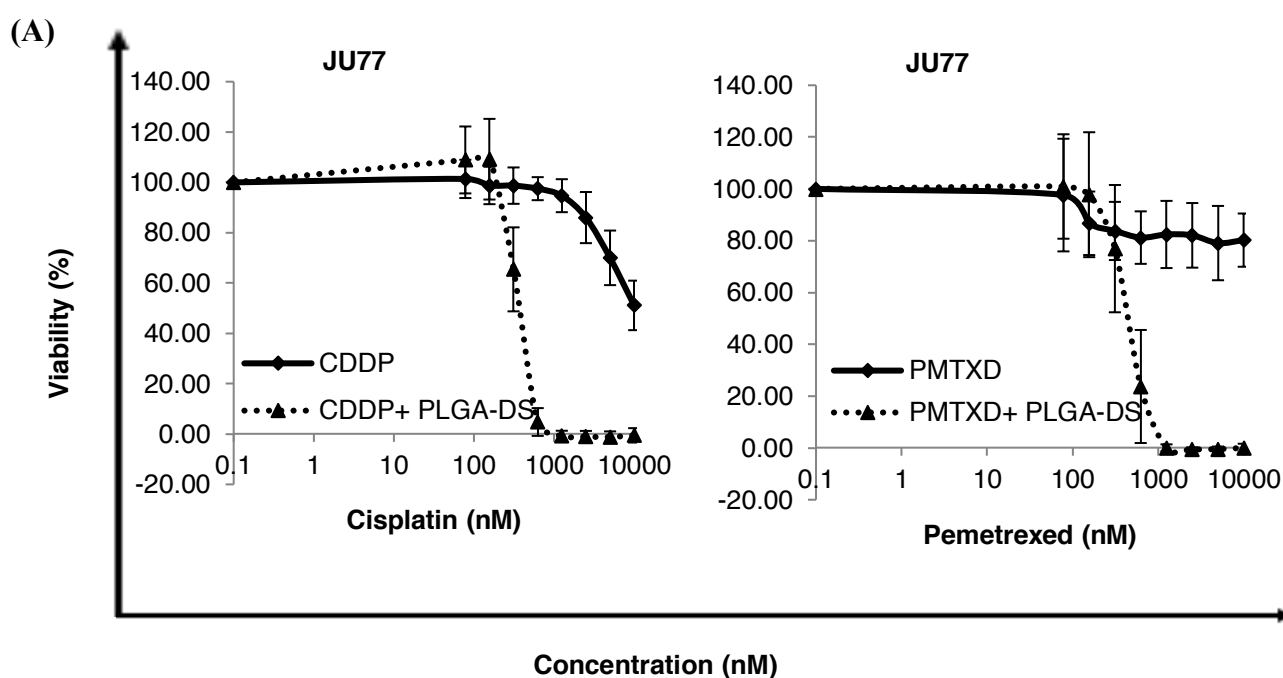 (A)
JU77
140.00
120.00
100.00
80.00
60.00
40.00
20.00
0.00
-20.00
CDDP
CDDP+ PLGA-DS
0.1 1 10 100 1000 10000
Cisplatin (nM)
JU77
140.00
120.00
100.00
80.00
60.00
40.00
20.00
0.00
-20.00
PMTXD
PMTXD+ PLGA-DS
0.1 1 10 100 1000 10000
Pemetrexed (nM)
Viability (%)
Concentration (nM)